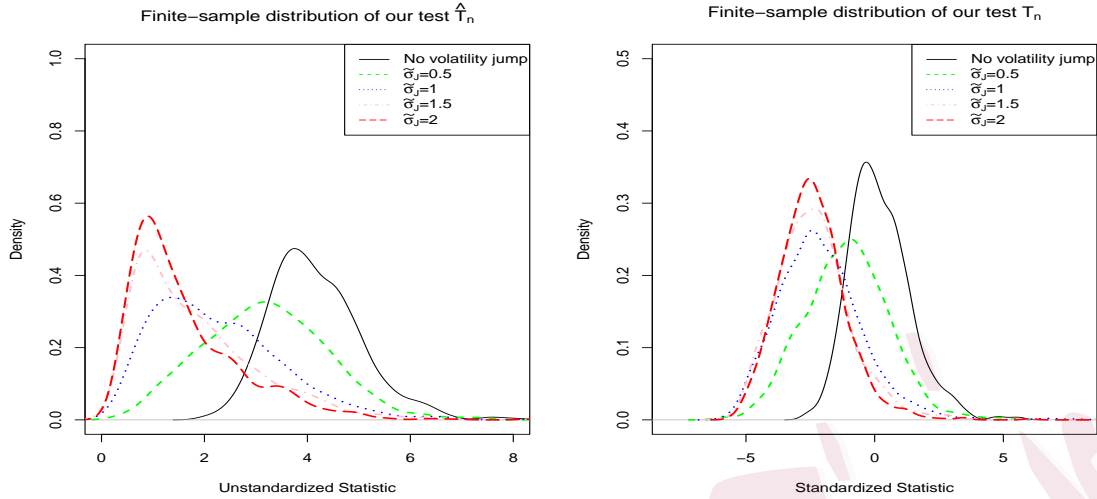 Finite−sample distribution of our test T̂n
Density
1.0
0.8
0.6
0.4
0.2
0.0
No volatility jump
σ̃J=0.5
σ̃J=1
σ̃J=1.5
σ̃J=2
0
2
4
6
8
Unstandardized Statistic
Finite−sample distribution of our test Tn
Density
0.5
0.4
0.3
0.2
0.1
0.0
No volatility jump
σ̃J=0.5
σ̃J=1
σ̃J=1.5
σ̃J=2
−5
0
5
Standardized Statistic